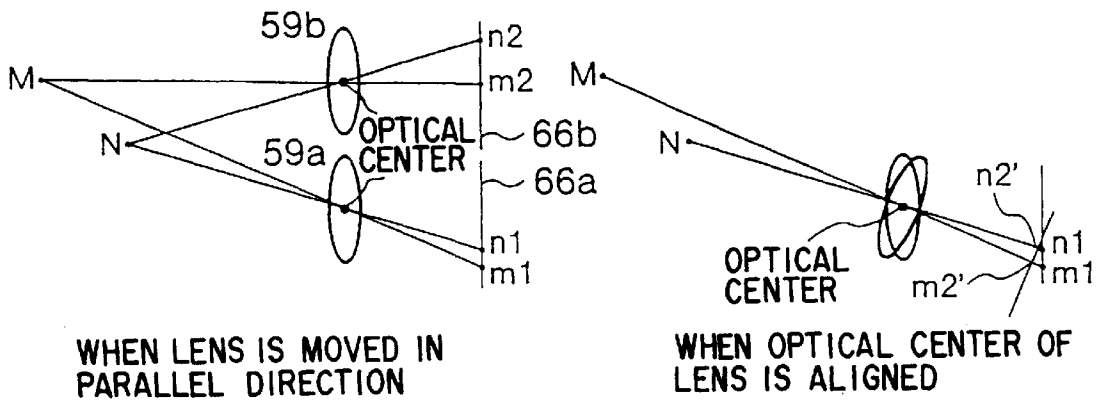 59b
n2
M
m2
OPTICAL
CENTER
66b
N
59a
66a
n1
m1
WHEN LENS IS MOVED IN
PARALLEL DIRECTION
M
N
n2'
n1
OPTICAL
CENTER
m2'
m1
WHEN OPTICAL CENTER OF
LENS IS ALIGNED